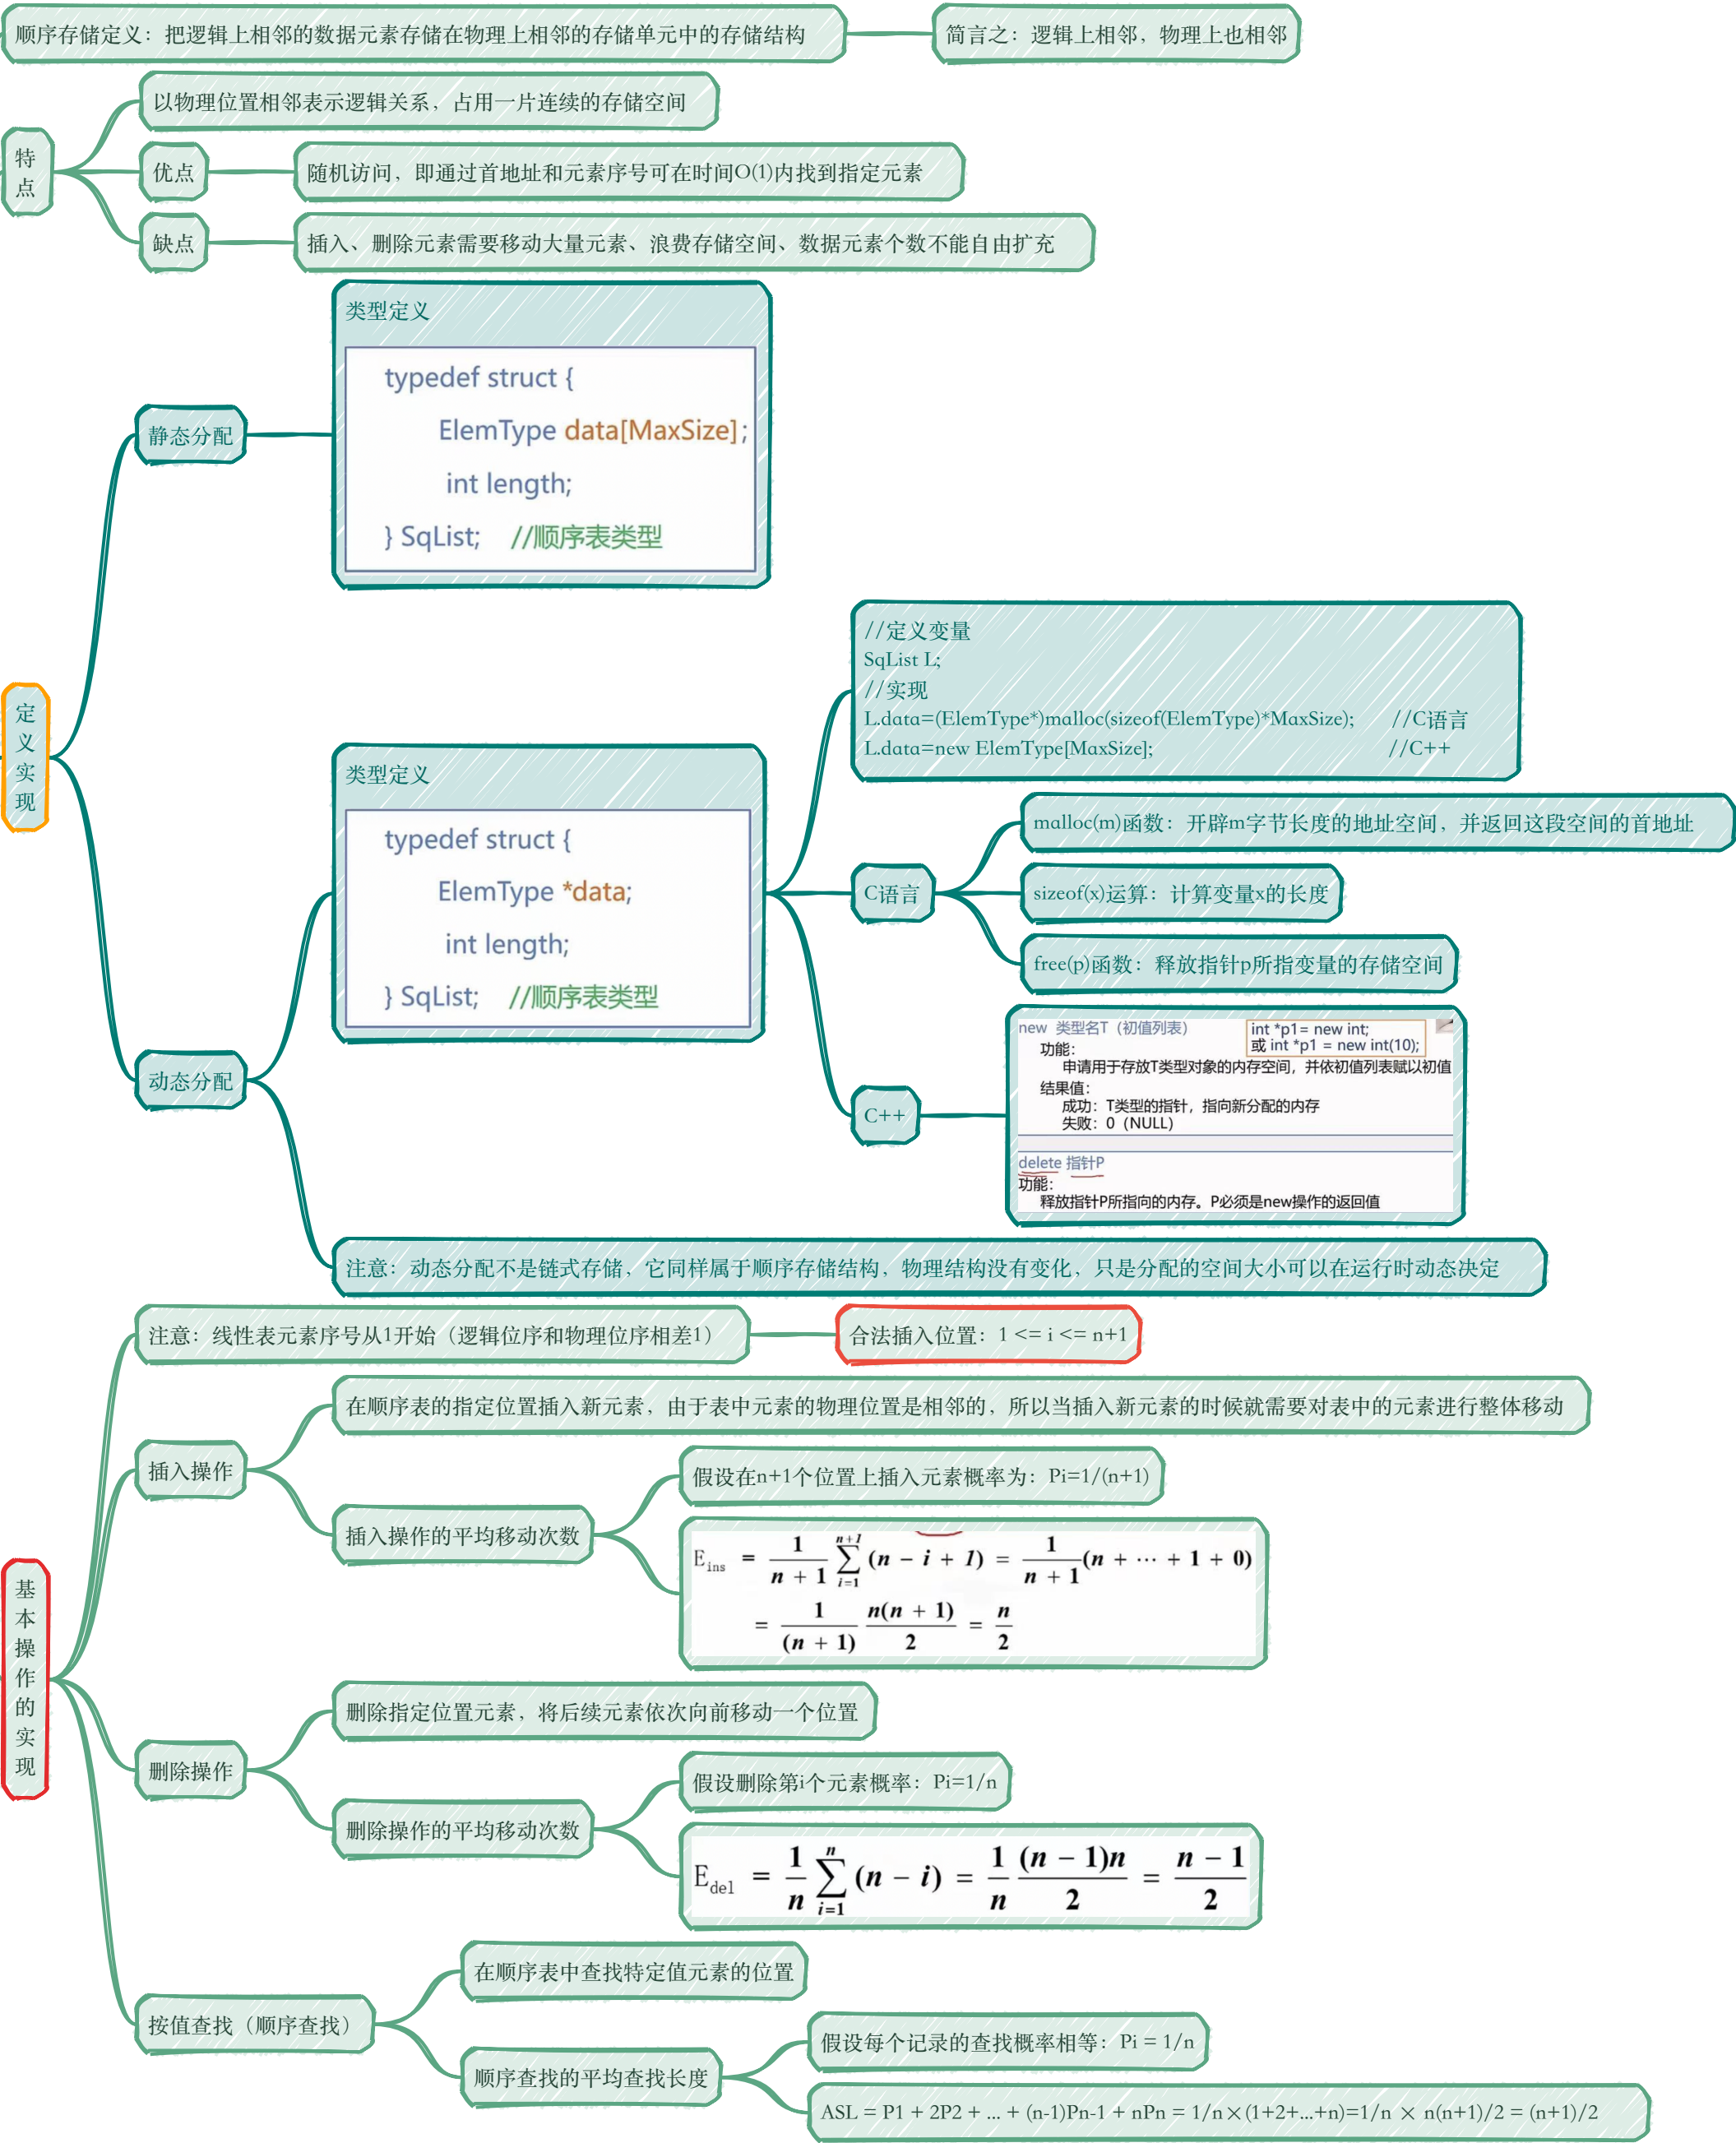 顺序存储定义：把逻辑上相邻的数据元素存储在物理上相邻的存储单元中的存储结构
简言之：逻辑上相邻，物理上也相邻
特点
以物理位置相邻表示逻辑关系，占用一片连续的存储空间
优点
随机访问，即通过首地址和元素序号可在时间O(1)内找到指定元素
缺点
插入、删除元素需要移动大量元素、浪费存储空间、数据元素个数不能自由扩充
定义实现
静态分配
类型定义
typedef struct {
ElemType data[MaxSize];
int length;
} SqList; //顺序表类型
动态分配
类型定义
typedef struct {
ElemType *data;
int length;
} SqList; //顺序表类型
//定义变量
SqList L;
//实现
L.data=(ElemType*)malloc(sizeof(ElemType)*MaxSize); //C语言
L.data=new ElemType[MaxSize]; //C++
C语言
malloc(m)函数：开辟m字节长度的地址空间，并返回这段空间的首地址
sizeof(x)运算：计算变量x的长度
free(p)函数：释放指针p所指变量的存储空间
C++
new 类型名T（初值列表）
int *p1= new int;
或 int *p1 = new int(10);
功能：
申请用于存放T类型对象的内存空间，并依初值列表赋以初值
结果值：
成功：T类型的指针，指向新分配的内存
失败：0（NULL）
delete 指针P
功能：
释放指针P所指向的内存。P必须是new操作的返回值
注意：动态分配不是链式存储，它同样属于顺序存储结构，物理结构没有变化，只是分配的空间大小可以在运行时动态决定
基本操作的实现
注意：线性表元素序号从1开始（逻辑位序和物理位序相差1）
合法插入位置：1 <= i <= n+1
插入操作
在顺序表的指定位置插入新元素，由于表中元素的物理位置是相邻的，所以当插入新元素的时候就需要对表中的元素进行整体移动
插入操作的平均移动次数
假设在n+1个位置上插入元素概率为：Pi=1/(n+1)
E_ins = 1/(n + 1) ∑_{i=1}^{n+1} (n − i + 1) = 1/(n + 1) (n + ⋯ + 1 + 0)
= 1/(n + 1) n(n + 1)/2 = n/2
删除操作
删除指定位置元素，将后续元素依次向前移动一个位置
删除操作的平均移动次数
假设删除第i个元素概率：Pi=1/n
E_del = 1/n ∑_{i=1}^{n} (n − i) = 1/n (n − 1)n/2 = (n − 1)/2
按值查找（顺序查找）
在顺序表中查找特定值元素的位置
顺序查找的平均查找长度
假设每个记录的查找概率相等：Pi = 1/n
ASL = P1 + 2P2 + ... + (n-1)Pn-1 + nPn = 1/n×(1+2+...+n)=1/n × n(n+1)/2 = (n+1)/2